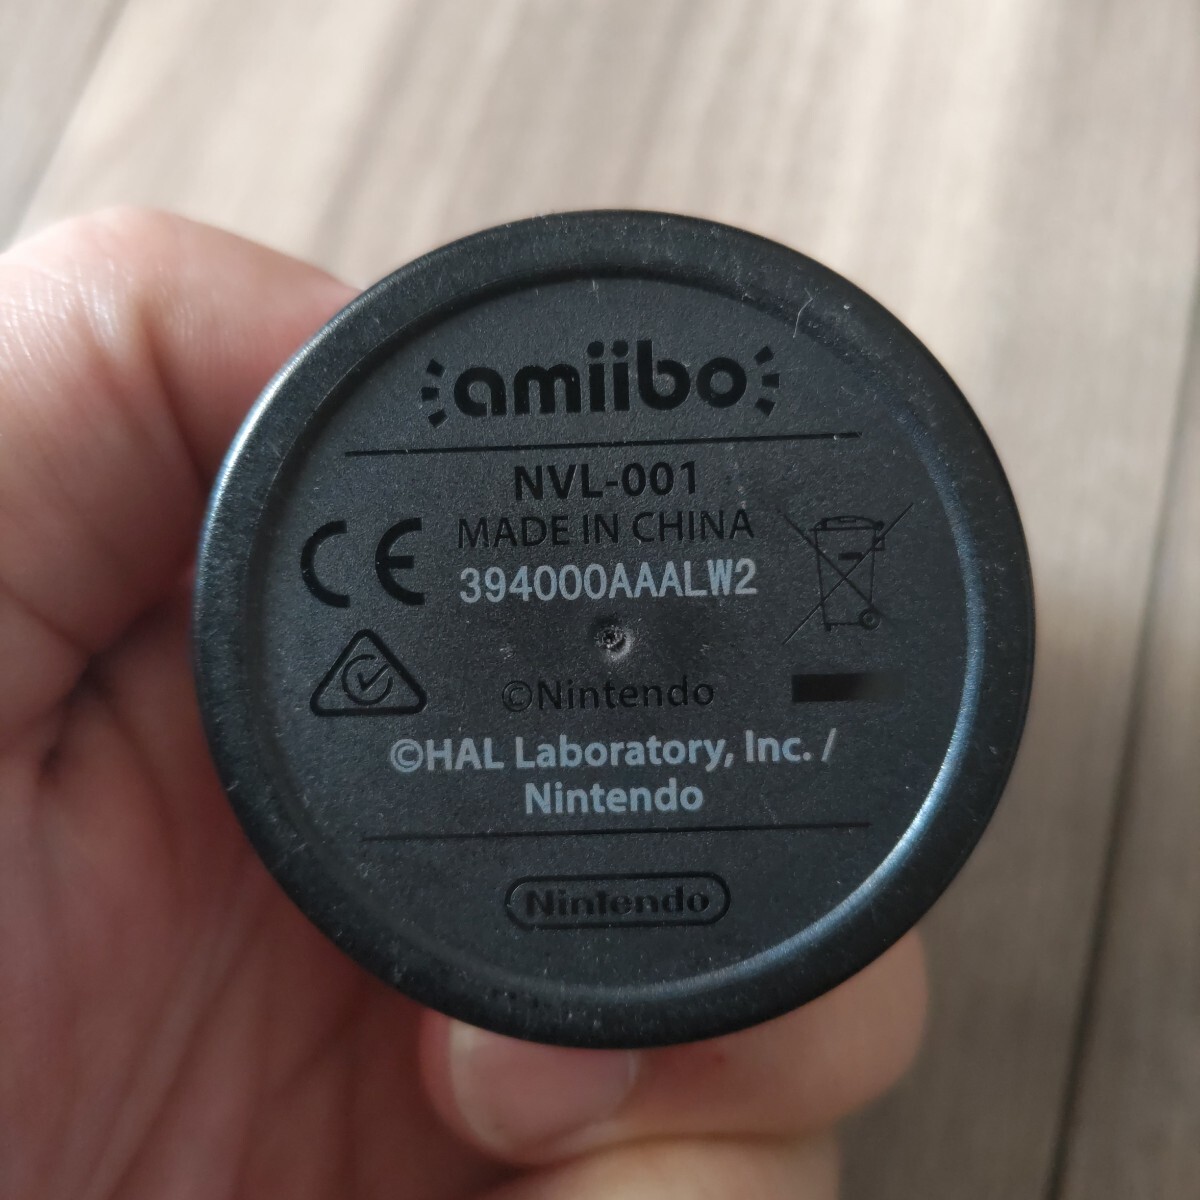 amiibo
NVL-001
MADE IN CHINA
CE
394000AAALW2
©Nintendo
©HAL Laboratory, Inc. /
Nintendo
Nintendo